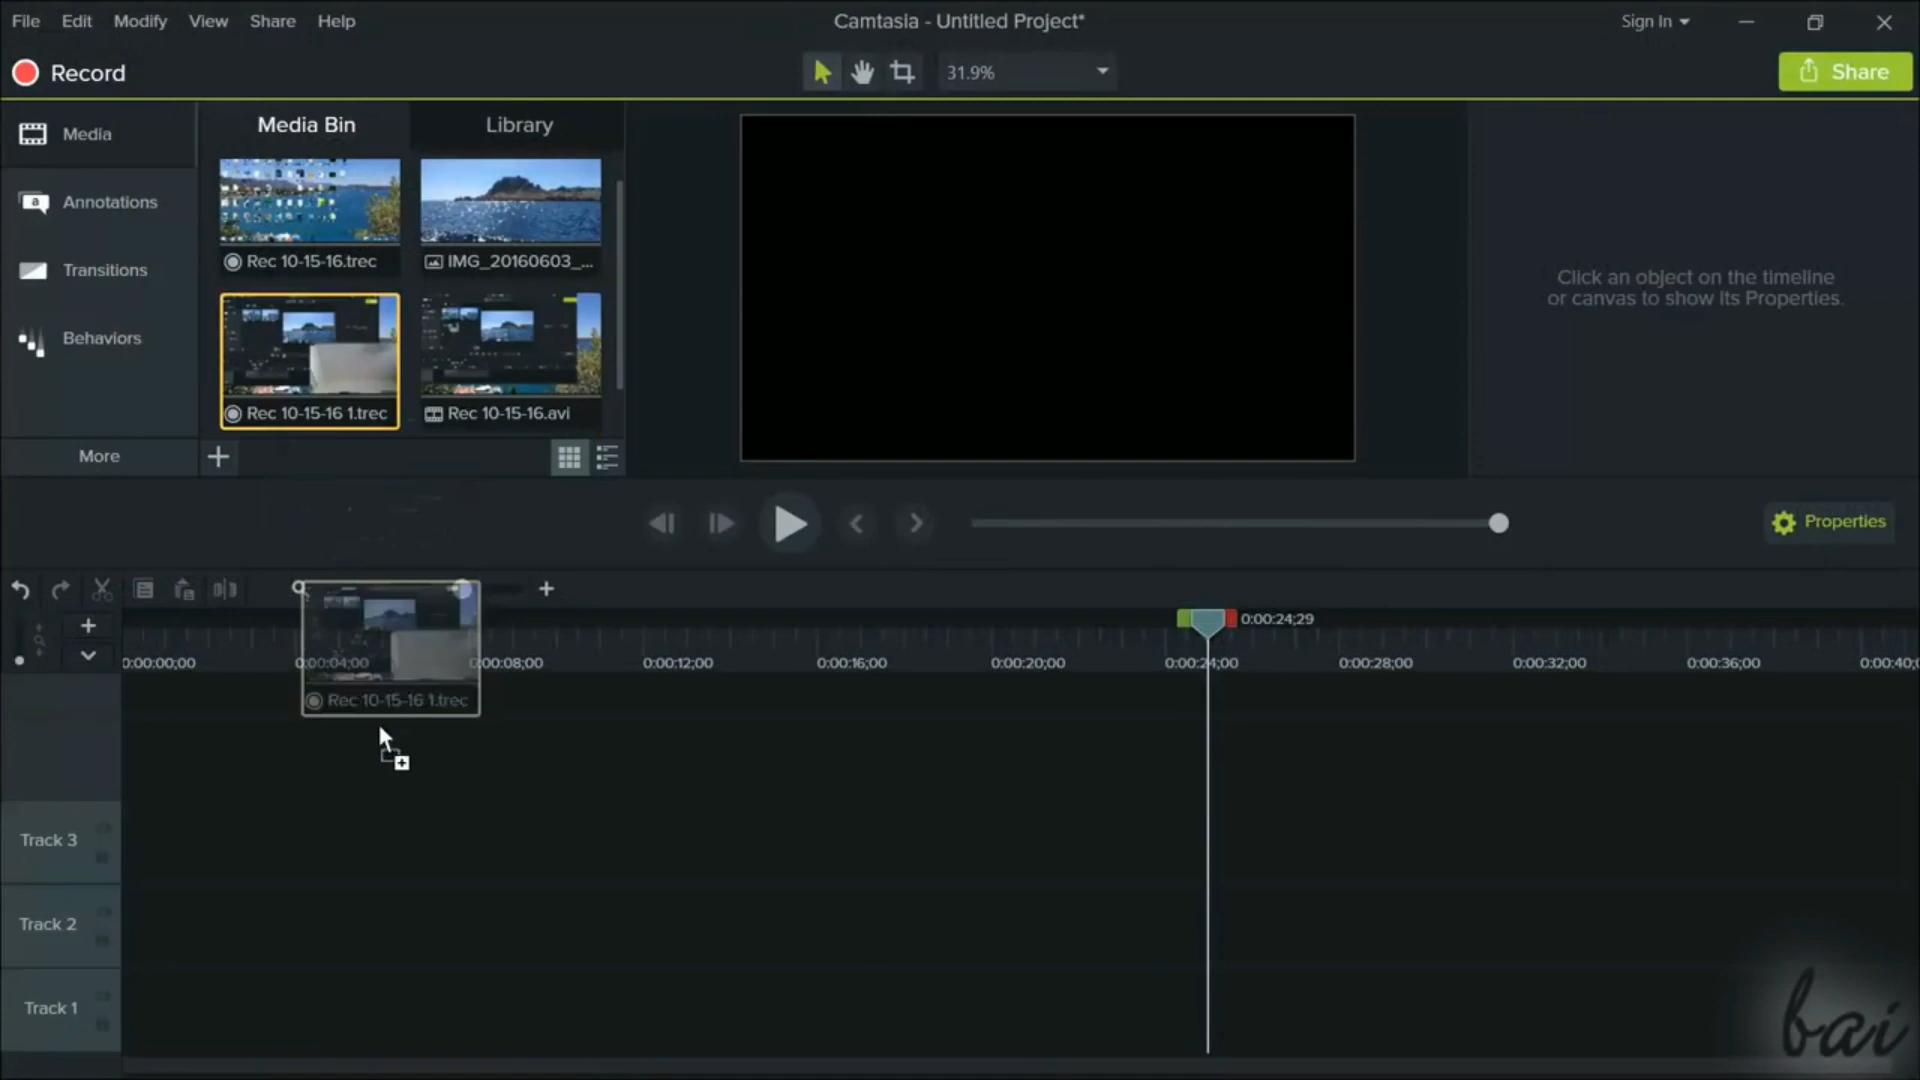 File Edit Modify View Share Help
Camtasia - Untitled Project*
Sign In
Record
31.9%
Share
Media
Annotations
Transitions
Behaviors
More
Media Bin
Library
Rec 10-15-16.trec
IMG_20160603_...
Rec 10-15-16 1.trec
Rec 10-15-16.avi
Click an object on the timeline
or canvas to show its Properties.
Properties
0:00:24;29
0:00:00;00 0:00:04;00 0:00:08;00 0:00:12;00 0:00:16;00 0:00:20;00 0:00:24;00 0:00:28;00 0:00:32;00 0:00:36;00 0:00:40;0
Rec 10-15-16 1.trec
Track 3
Track 2
Track 1
bai